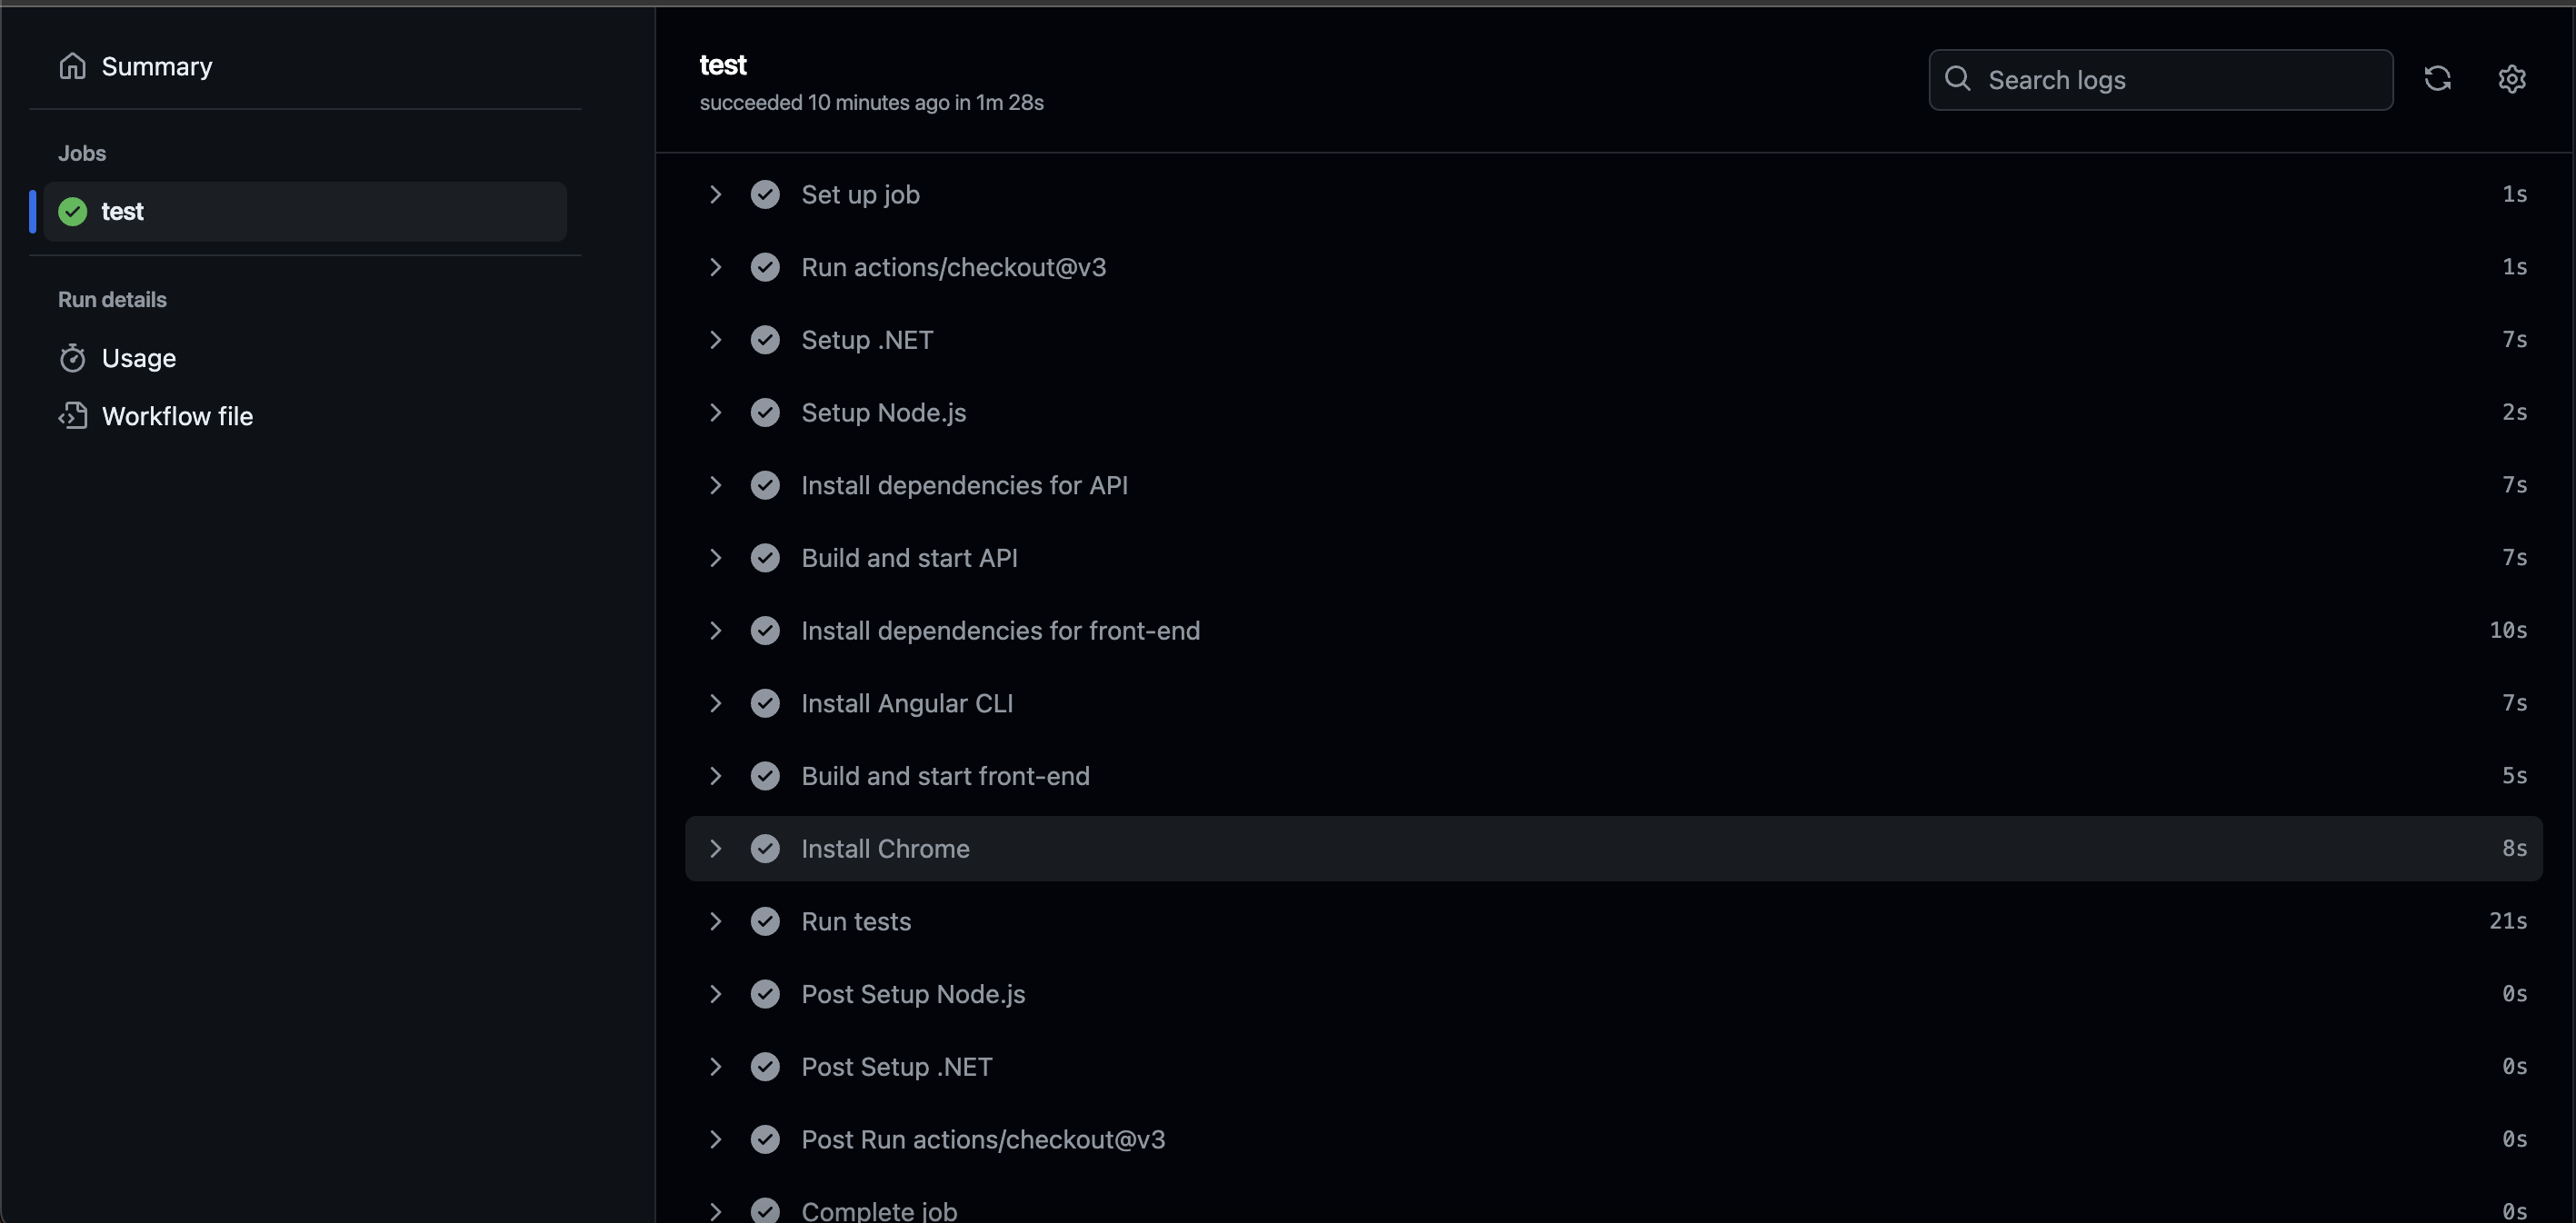 Summary
Jobs
test
Run details
Usage
Workflow file
test
succeeded 10 minutes ago in 1m 28s
Search logs
Set up job 1s
Run actions/checkout@v3 1s
Setup .NET 7s
Setup Node.js 2s
Install dependencies for API 7s
Build and start API 7s
Install dependencies for front-end 10s
Install Angular CLI 7s
Build and start front-end 5s
Install Chrome 8s
Run tests 21s
Post Setup Node.js 0s
Post Setup .NET 0s
Post Run actions/checkout@v3 0s
Complete job 0s